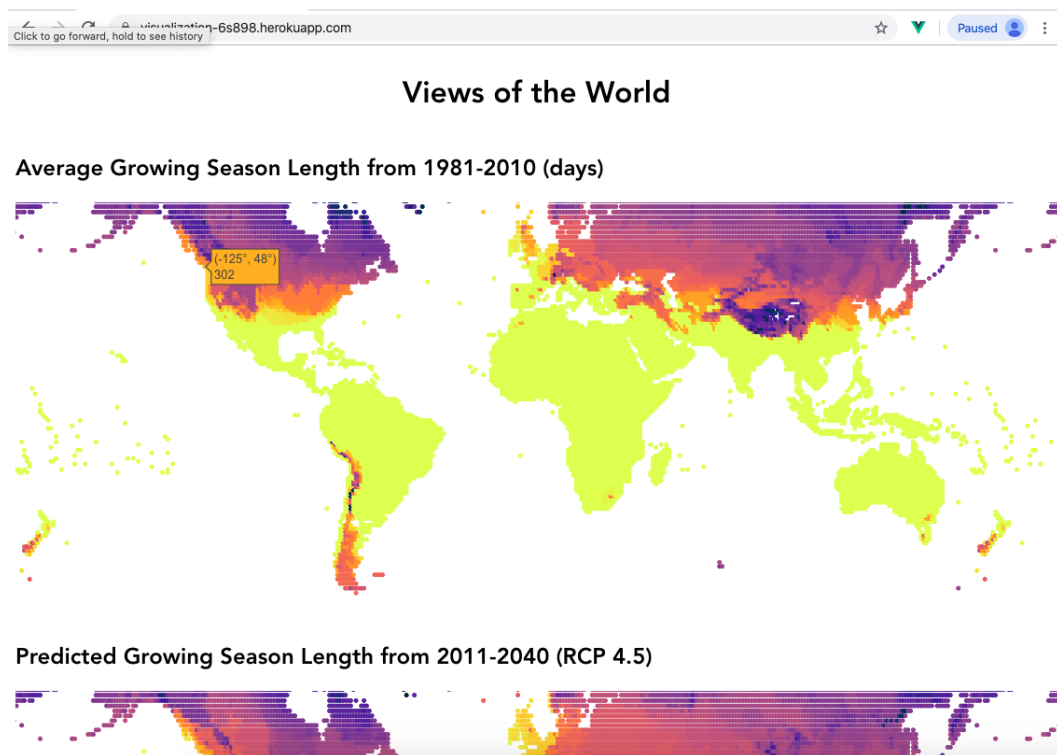 visualization-6s898.herokuapp.com
Paused
Click to go forward, hold to see history
Views of the World
Average Growing Season Length from 1981-2010 (days)
(-125°, 48°)
302
Predicted Growing Season Length from 2011-2040 (RCP 4.5)